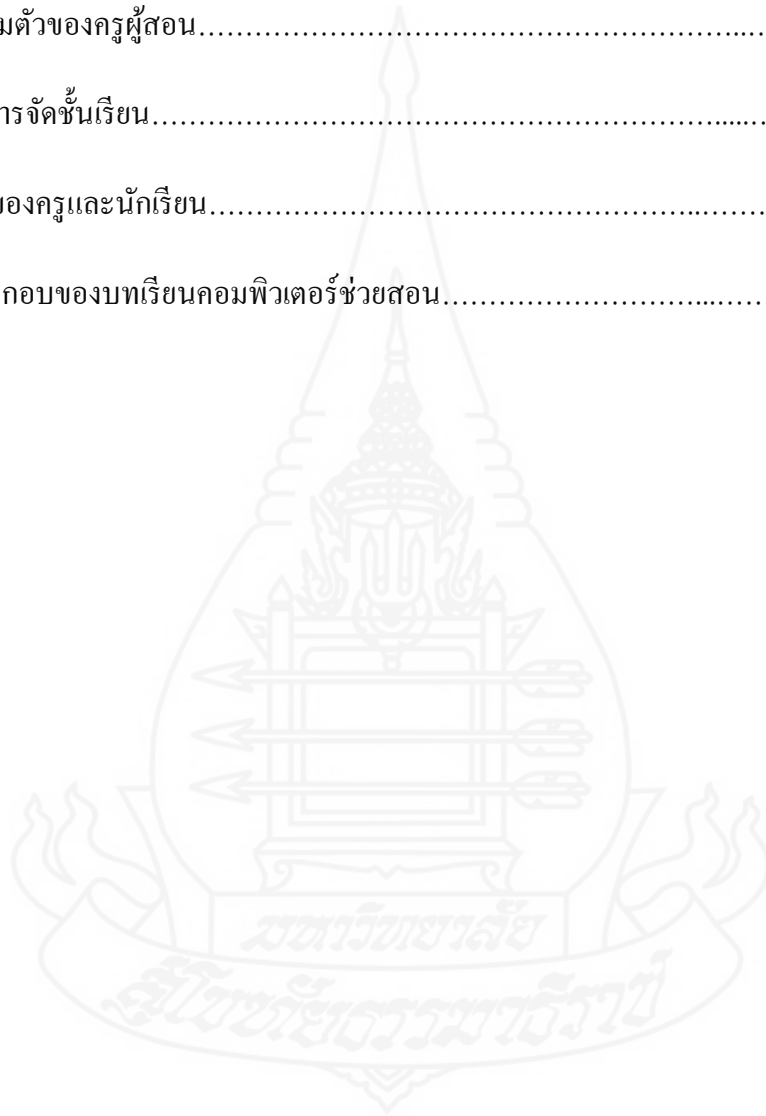 มตัวของครูผู้สอน……………………………………………………..…
ารจัดชั้นเรียน…………………………………………………….....…
ของครูและนักเรียน……………………………………………..……
กอบของบทเรียนคอมพิวเตอร์ช่วยสอน………………………...……
มหาวิทยาลัย
สุโขทัยธรรมาธิราช